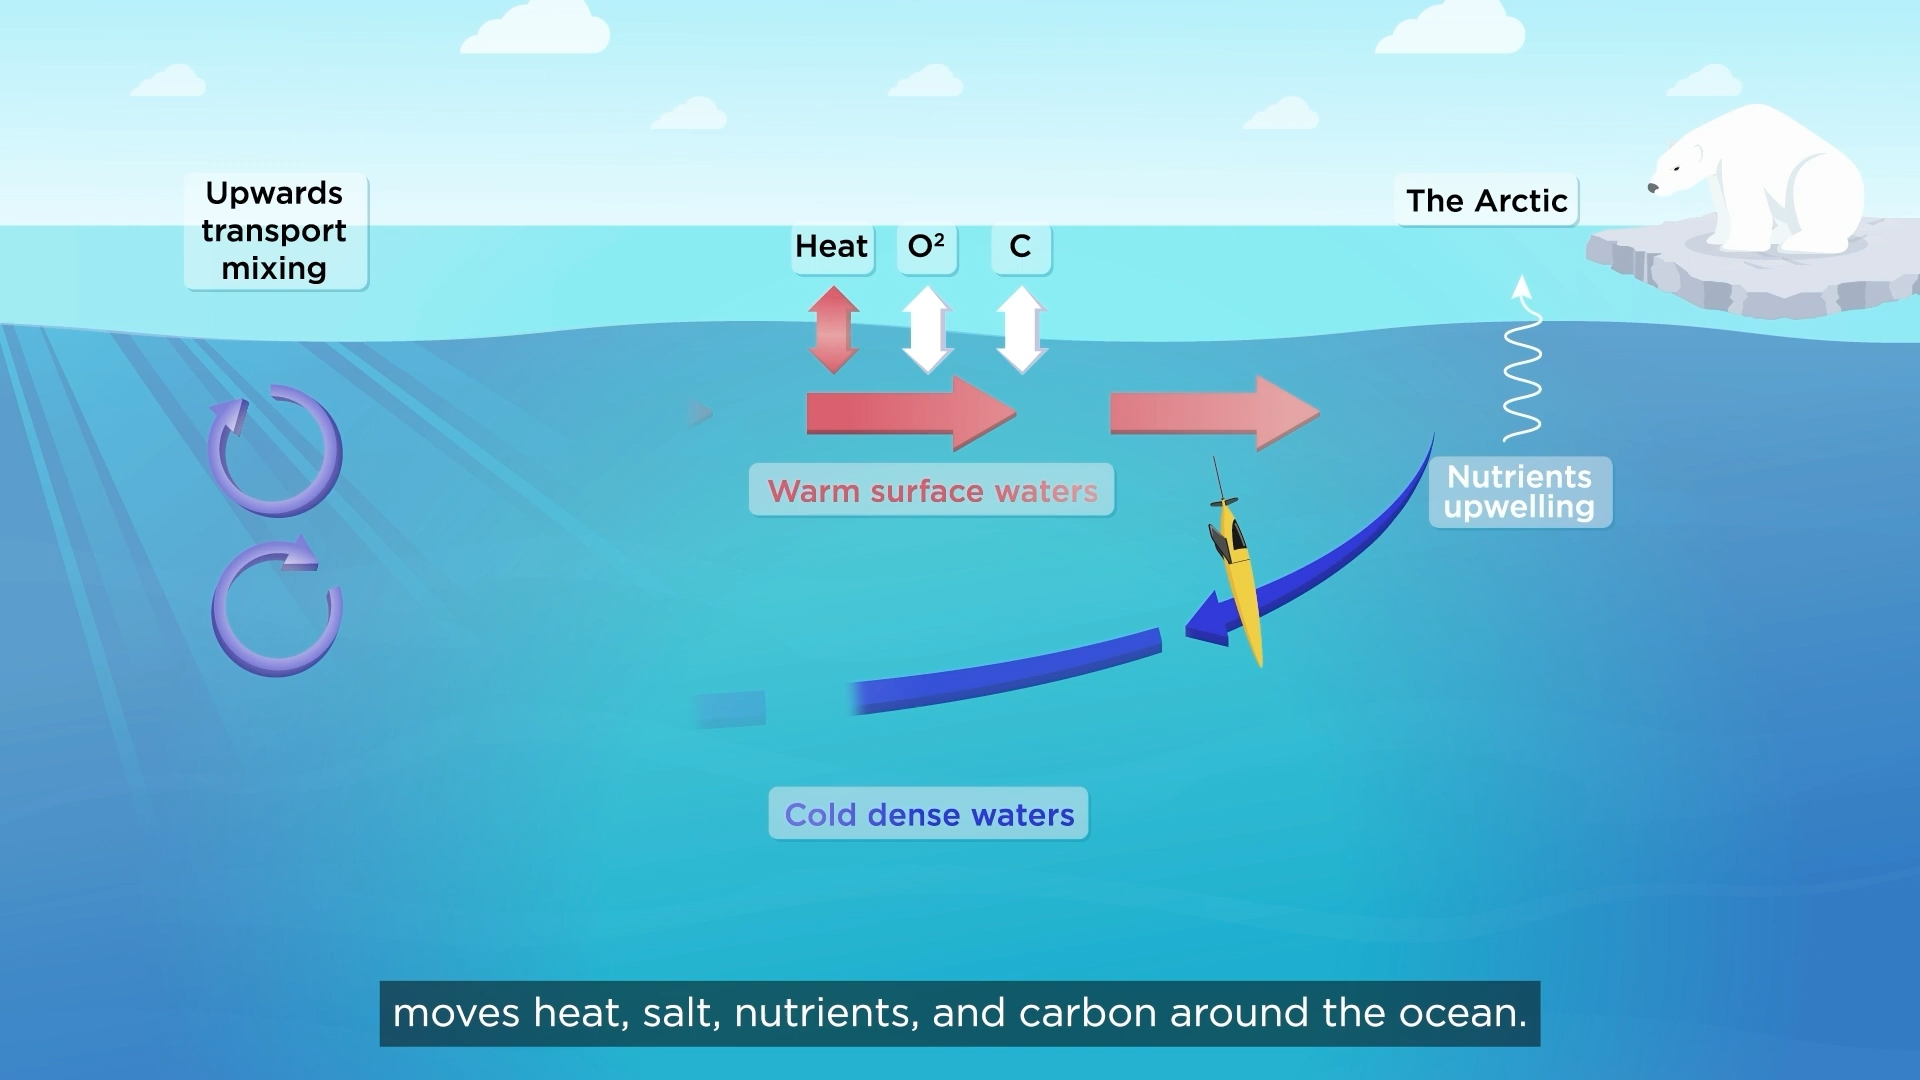 Upwards
transport
mixing
The Arctic
Heat
O²
C
Warm surface waters
Nutrients
upwelling
Cold dense waters
moves heat, salt, nutrients, and carbon around the ocean.